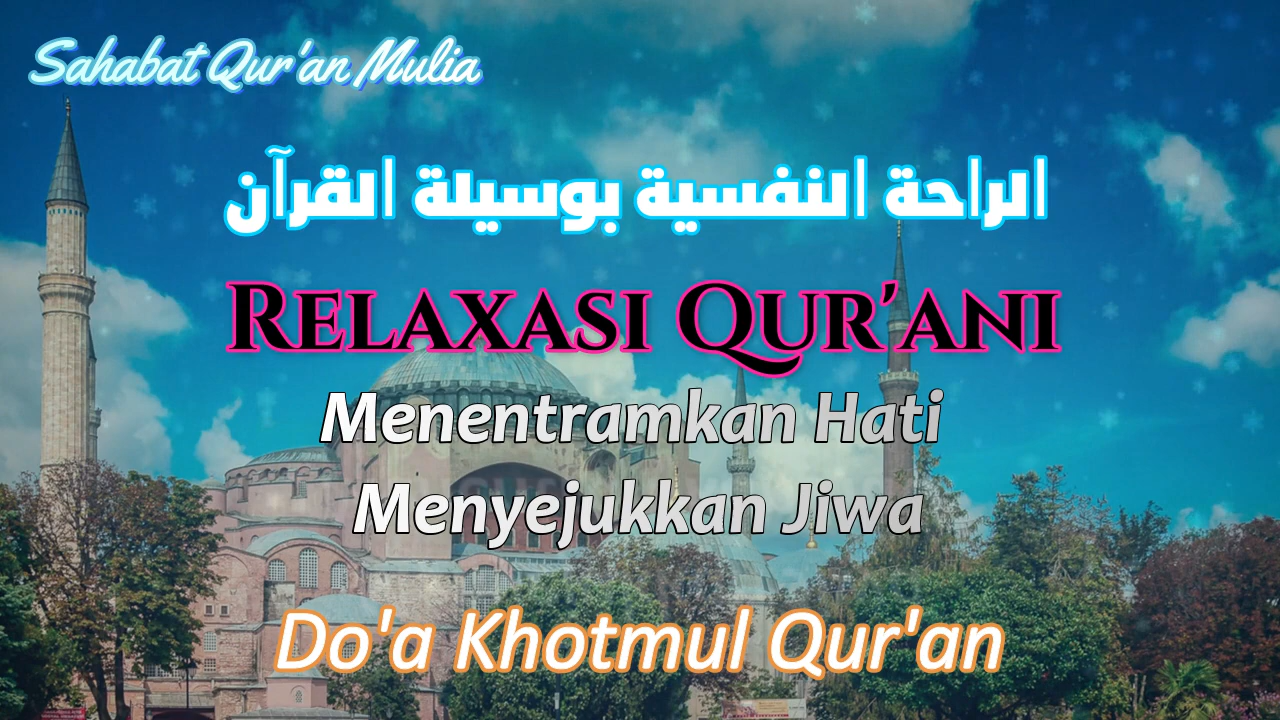 Sahabat Qur'an Mulia
الراحة النفسية بوسيلة القرآن
Relaxasi Qur'ani
Menentramkan Hati
Menyejukkan Jiwa
Do'a Khotmul Qur'an